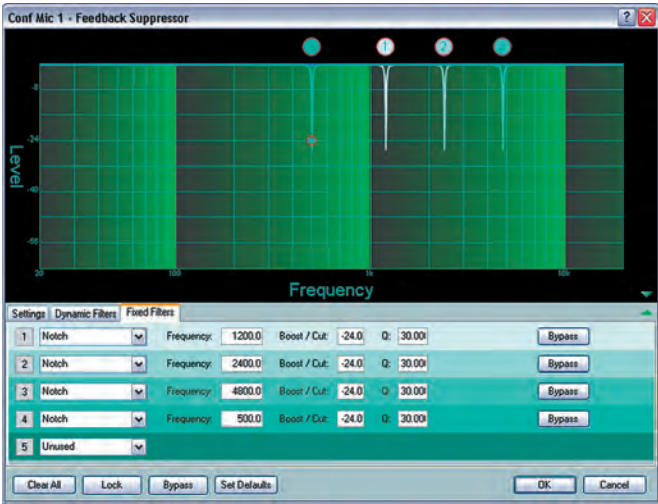 Conf Mic 1 - Feedback Suppressor
1 2 3
-8
-24
-40
-56
Level
20 100 1k 10k
Frequency
Settings Dynamic Filters Fixed Filters
1 Notch Frequency: 1200.0 Boost / Cut: -24.0 Q: 30.00 Bypass
2 Notch Frequency: 2400.0 Boost / Cut: -24.0 Q: 30.00 Bypass
3 Notch Frequency: 4800.0 Boost / Cut: -24.0 Q: 30.00 Bypass
4 Notch Frequency: 500.0 Boost / Cut: -24.0 Q: 30.00 Bypass
5 Unused
Clear All Lock Bypass Set Defaults OK Cancel